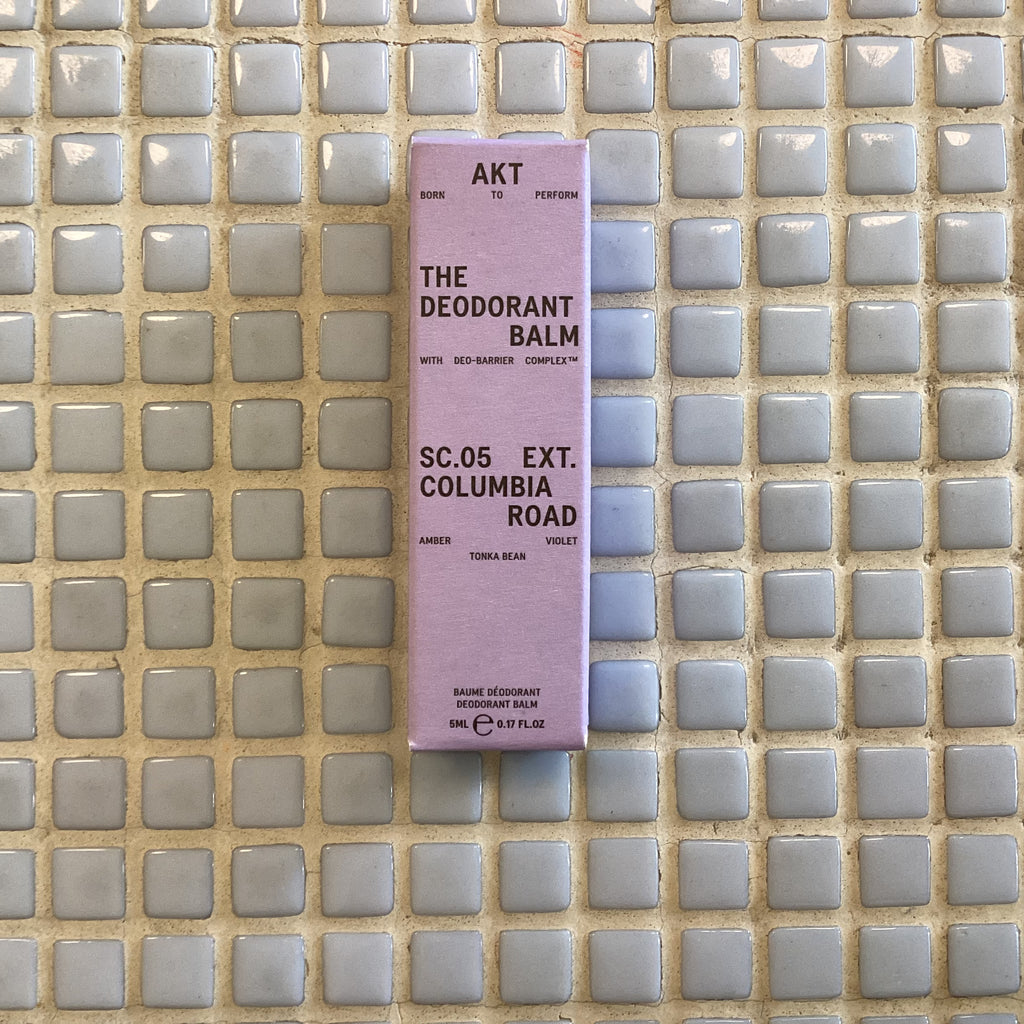 AKT
BORN TO PERFORM
THE
DEODORANT
BALM
WITH DEO-BARRIER COMPLEX™
SC.05 EXT.
COLUMBIA
ROAD
AMBER VIOLET
TONKA BEAN
BAUME DÉODORANT
DEODORANT BALM
5ML ℮ 0.17 FL.OZ